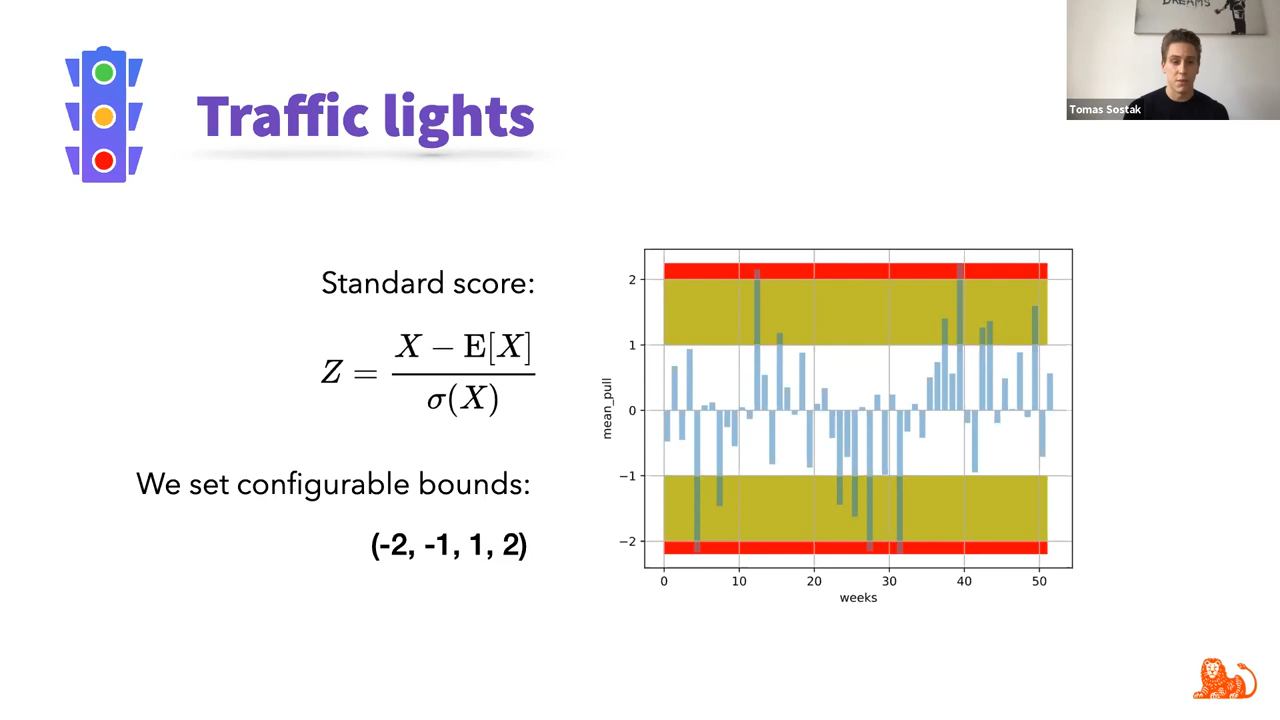 DREAMS
Tomas Sostak
Traffic lights
Standard score:
Z = X − E[X] / σ(X)
We set configurable bounds:
(-2, -1, 1, 2)
2
1
0
−1
−2
mean_pull
0 10 20 30 40 50
weeks